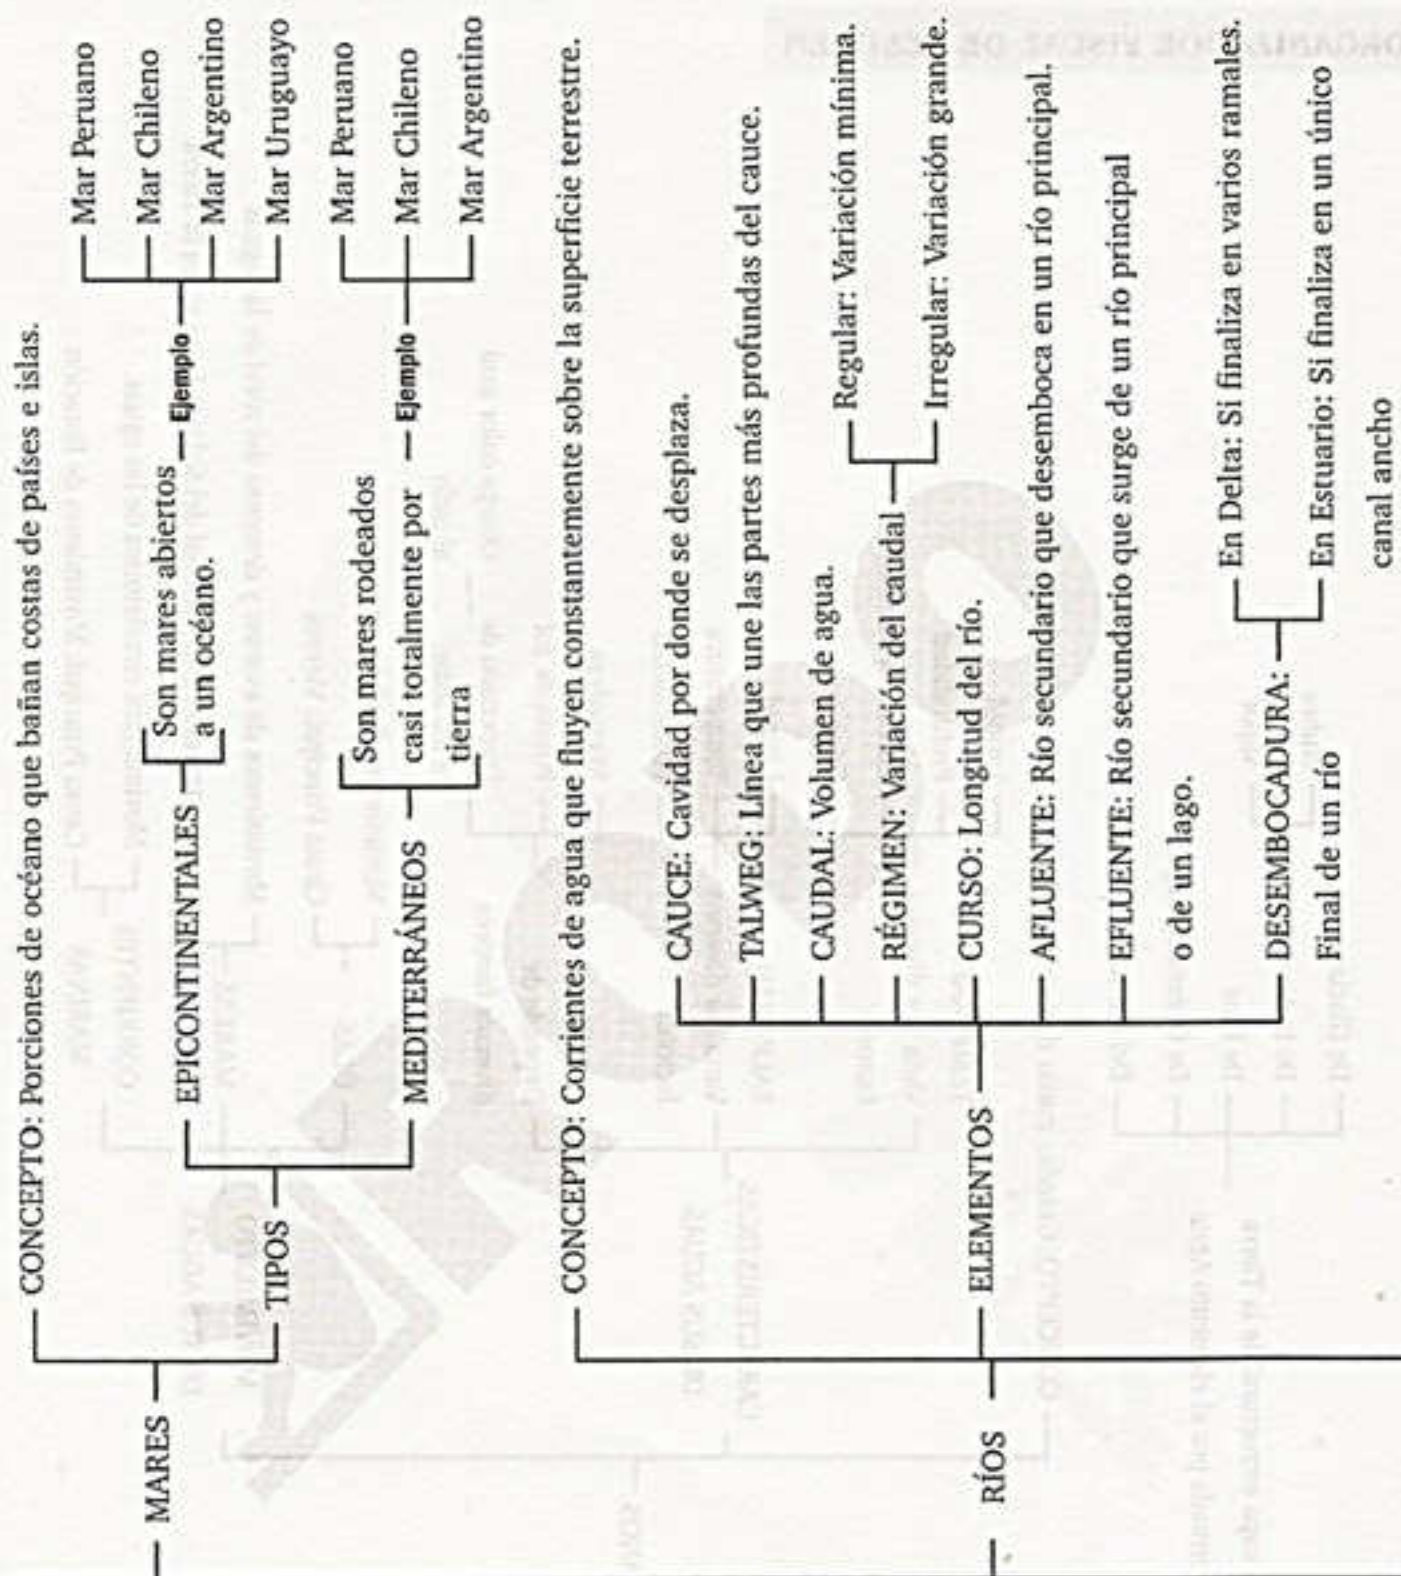 MARES
CONCEPTO: Porciones de océano que bañan costas de países e islas.
TIPOS
EPICONTINENTALES
Son mares abiertos
a un océano.
Ejemplo
Mar Peruano
Mar Chileno
Mar Argentino
Mar Uruguayo
MEDITERRÁNEOS
Son mares rodeados
casi totalmente por
tierra
Ejemplo
Mar Peruano
Mar Chileno
Mar Argentino
RÍOS
CONCEPTO: Corrientes de agua que fluyen constantemente sobre la superficie terrestre.
ELEMENTOS
CAUCE: Cavidad por donde se desplaza.
TALWEG: Línea que une las partes más profundas del cauce.
CAUDAL: Volumen de agua.
RÉGIMEN: Variación del caudal
Regular: Variación mínima.
Irregular: Variación grande.
CURSO: Longitud del río.
AFLUENTE: Río secundario que desemboca en un río principal.
EFLUENTE: Río secundario que surge de un río principal
o de un lago.
DESEMBOCADURA:
Final de un río
En Delta: Si finaliza en varios ramales.
En Estuario: Si finaliza en un único
canal ancho